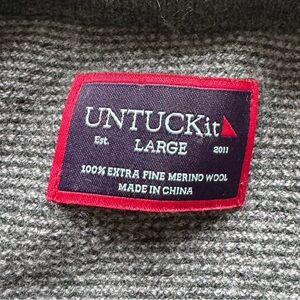 UNTUCKit
Est. LARGE 2011
100% EXTRA FINE MERINO WOOL
MADE IN CHINA